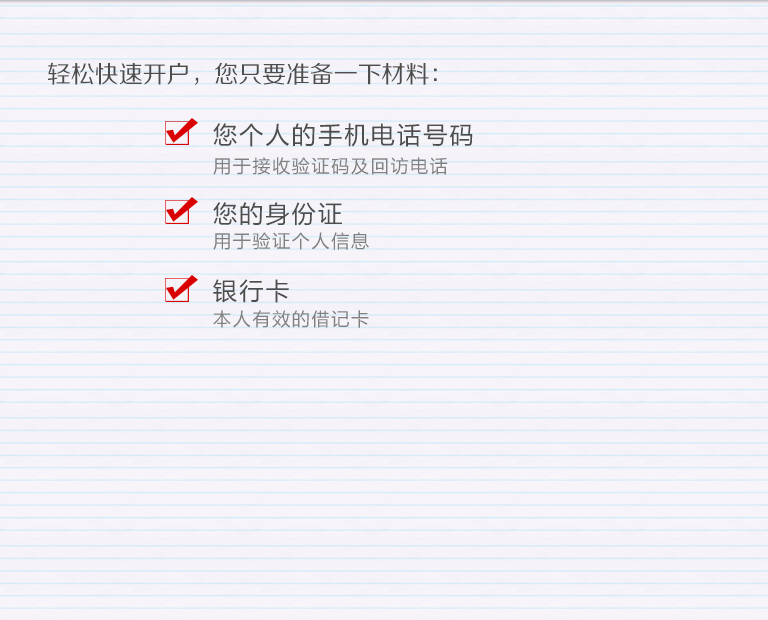 轻松快速开户，您只要准备一下材料：
您个人的手机电话号码
用于接收验证码及回访电话
您的身份证
用于验证个人信息
银行卡
本人有效的借记卡